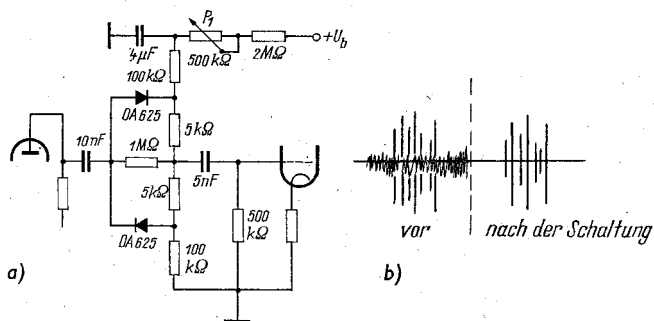 P1
+Ub
4µF
500kΩ
2MΩ
100kΩ
OA625
5kΩ
10nF
1MΩ
5nF
5kΩ
OA625
500
kΩ
100
kΩ
vor
nach der Schaltung
a)
b)